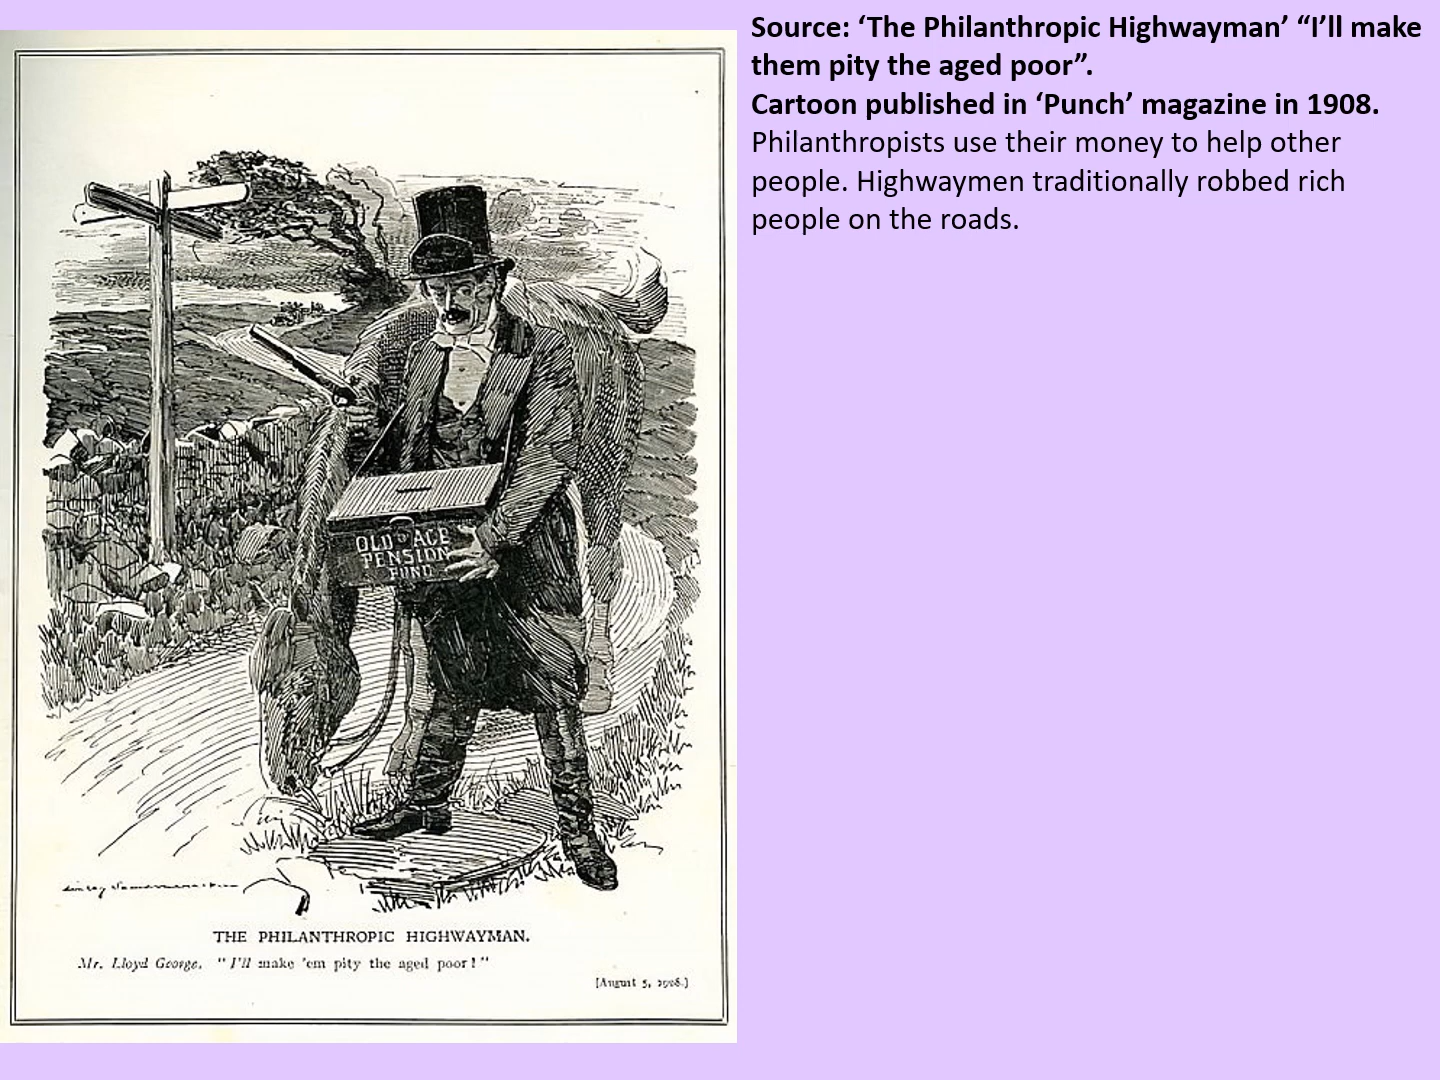 Source: ‘The Philanthropic Highwayman’ “I’ll make
them pity the aged poor”.
Cartoon published in ‘Punch’ magazine in 1908.
Philanthropists use their money to help other
people. Highwaymen traditionally robbed rich
people on the roads.
OLD AGE
PENSION
FUND
THE PHILANTHROPIC HIGHWAYMAN.
Mr. Lloyd George. "I'll make 'em pity the aged poor!"
[August 5, 1908.]